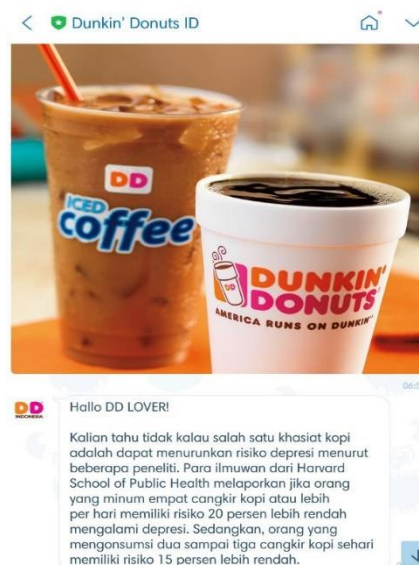 Dunkin' Donuts ID
DD
ICED
coffee
DD
DUNKIN'
DONUTS
AMERICA RUNS ON DUNKIN'
DD
INDONESIA
Hallo DD LOVER!
Kalian tahu tidak kalau salah satu khasiat kopi
adalah dapat menurunkan risiko depresi menurut
beberapa peneliti. Para ilmuwan dari Harvard
School of Public Health melaporkan jika orang
yang minum empat cangkir kopi atau lebih
per hari memiliki risiko 20 persen lebih rendah
mengalami depresi. Sedangkan, orang yang
mengonsumsi dua sampai tiga cangkir kopi sehari
memiliki risiko 15 persen lebih rendah.